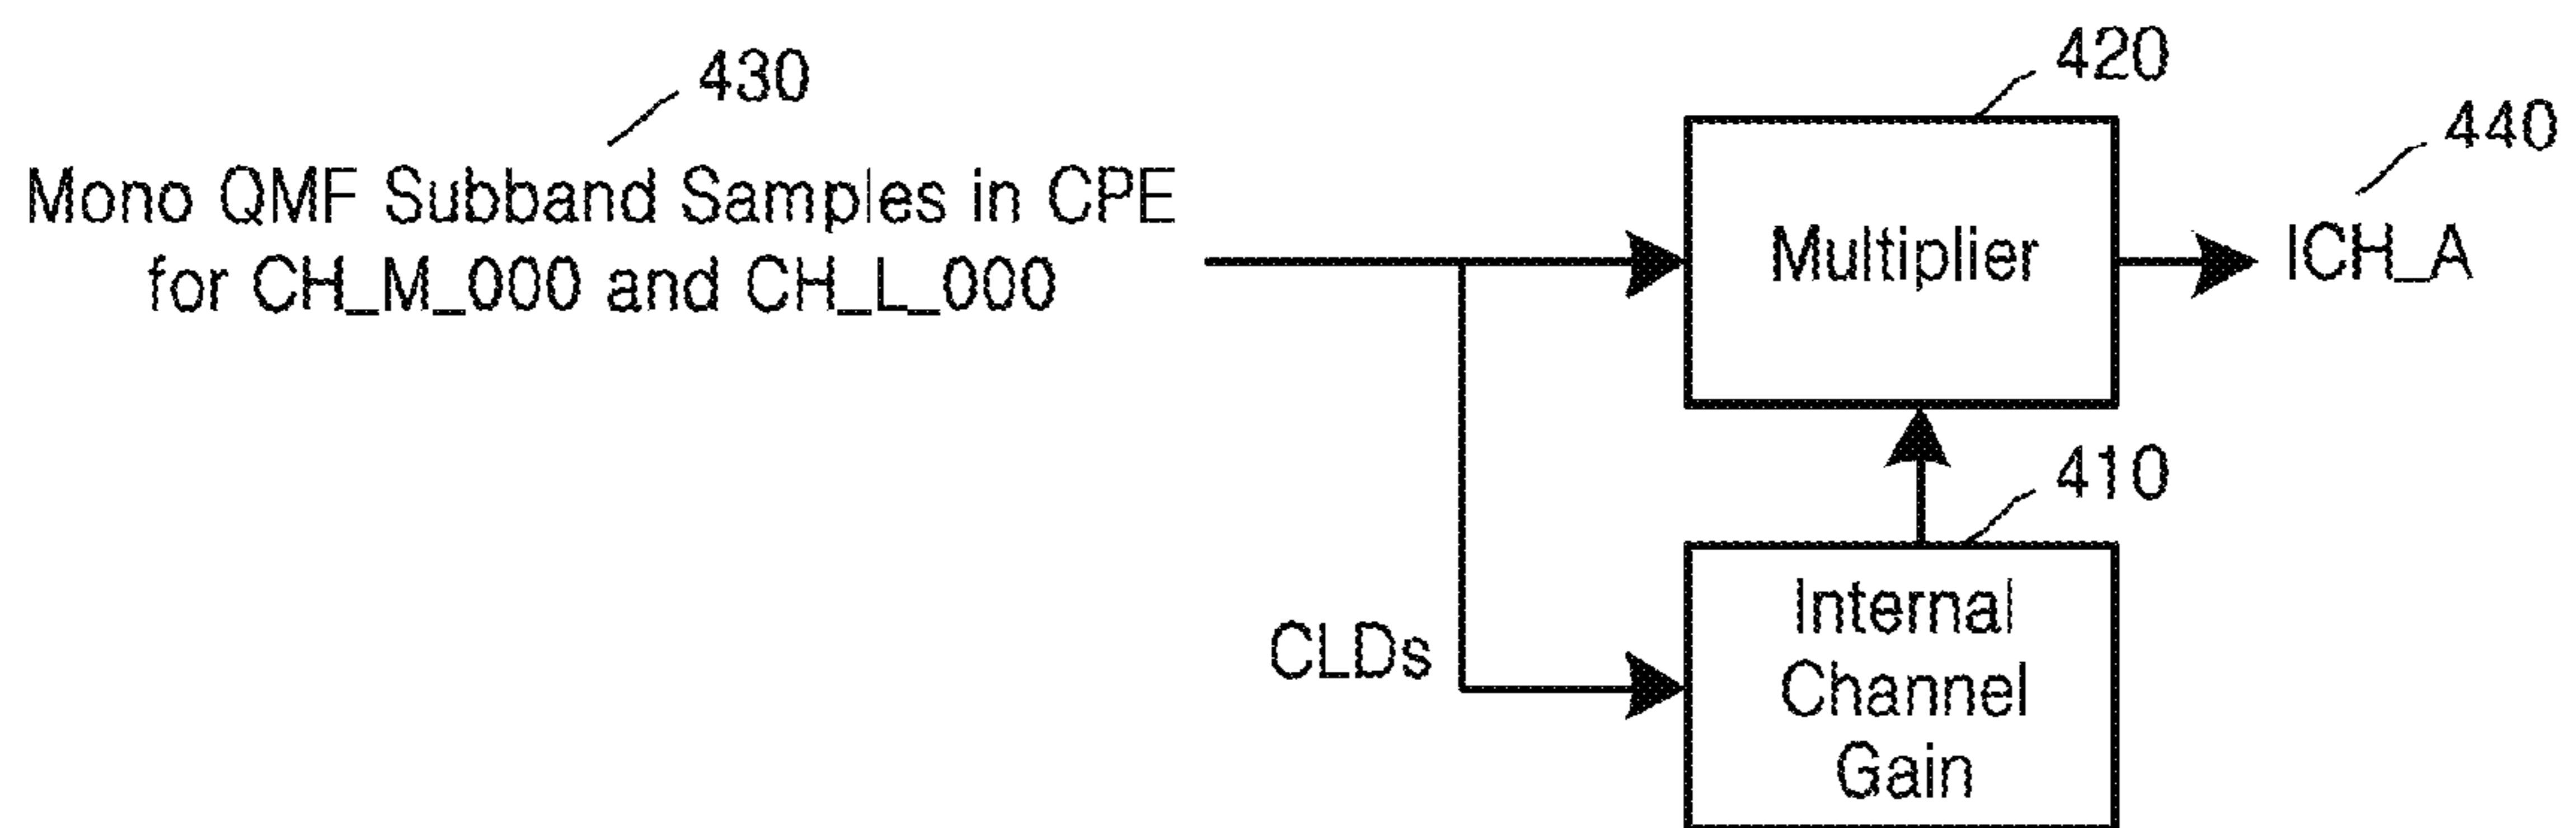 430
Mono QMF Subband Samples in CPE
for CH_M_000 and CH_L_000
420
Multiplier
440
ICH_A
410
CLDs
Internal
Channel
Gain